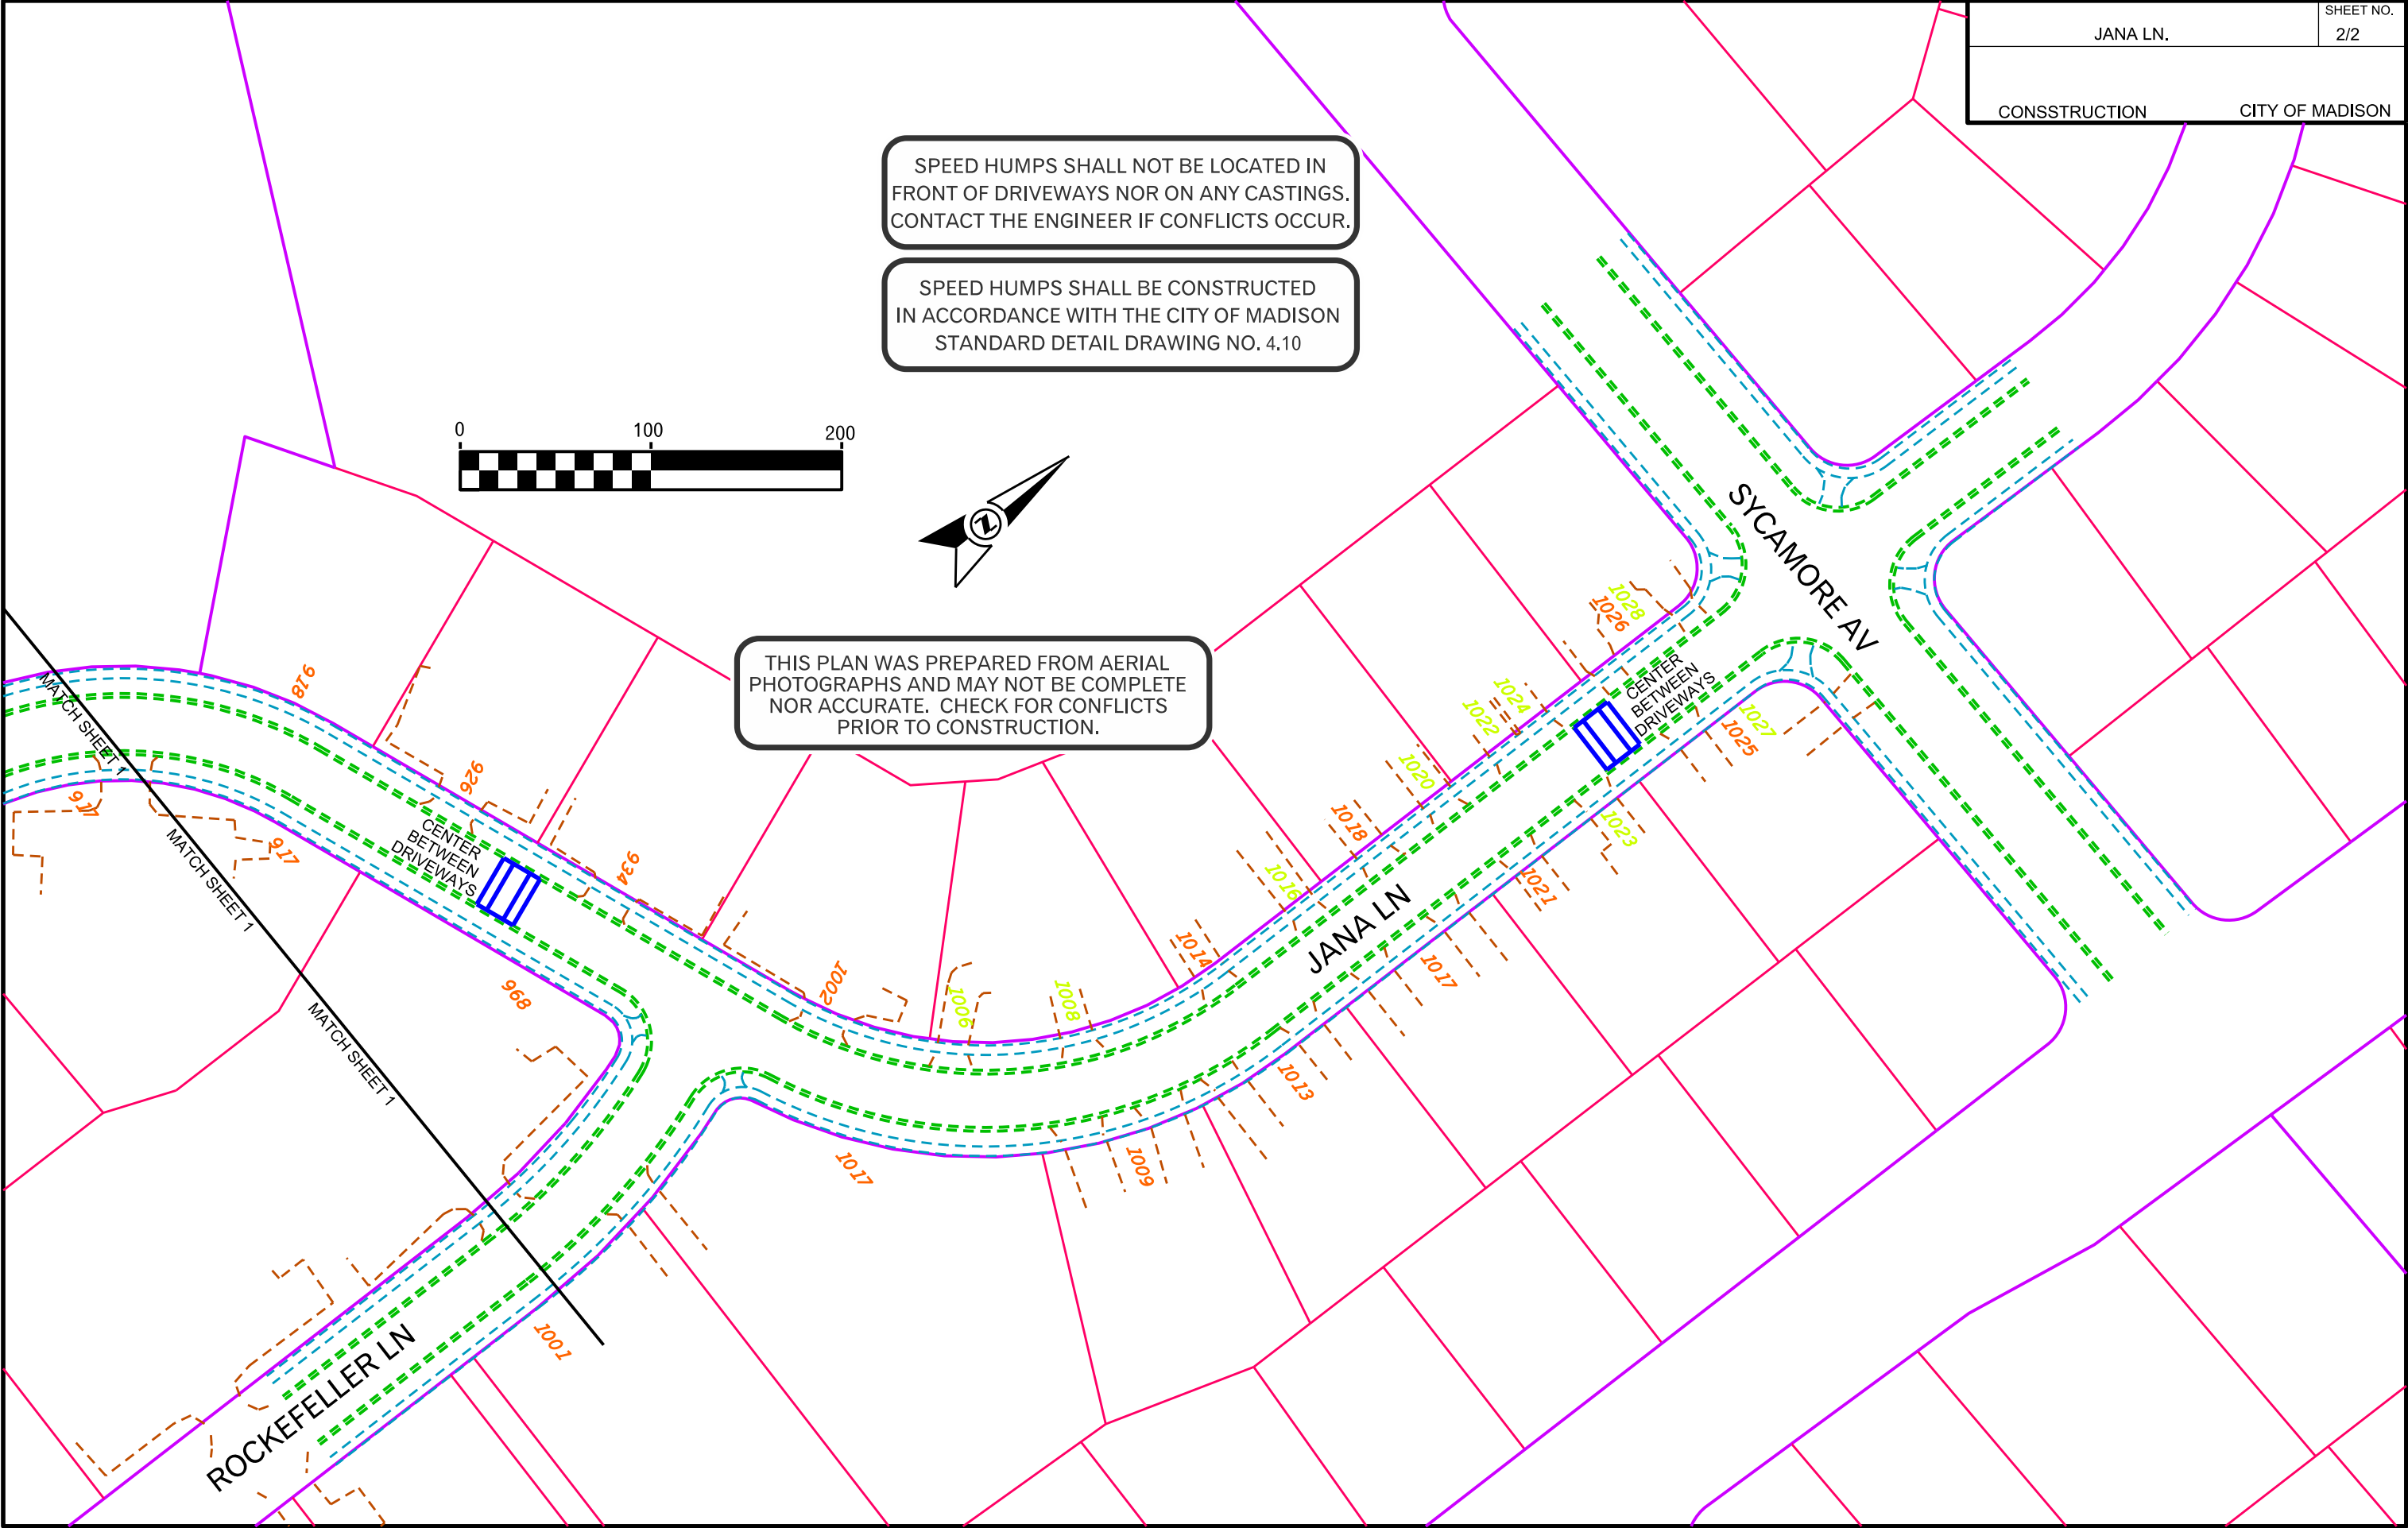 SHEET NO.
JANA LN.
2/2
CONSSTRUCTION
CITY OF MADISON
SPEED HUMPS SHALL NOT BE LOCATED IN
FRONT OF DRIVEWAYS NOR ON ANY CASTINGS.
CONTACT THE ENGINEER IF CONFLICTS OCCUR.
SPEED HUMPS SHALL BE CONSTRUCTED
IN ACCORDANCE WITH THE CITY OF MADISON
STANDARD DETAIL DRAWING NO. 4.10
0
100
200
THIS PLAN WAS PREPARED FROM AERIAL
PHOTOGRAPHS AND MAY NOT BE COMPLETE
NOR ACCURATE. CHECK FOR CONFLICTS
PRIOR TO CONSTRUCTION.
SYCAMORE AV
1028
1026
CENTER
BETWEEN
DRIVEWAYS
1024
1022
1027
1025
1020
1018
1023
1016
1021
JANA LN
1014
1017
1008
1006
1002
1013
1009
1017
918
926
934
917
917
CENTER
BETWEEN
DRIVEWAYS
968
MATCH SHEET 1
MATCH SHEET 1
MATCH SHEET 1
1001
ROCKEFELLER LN